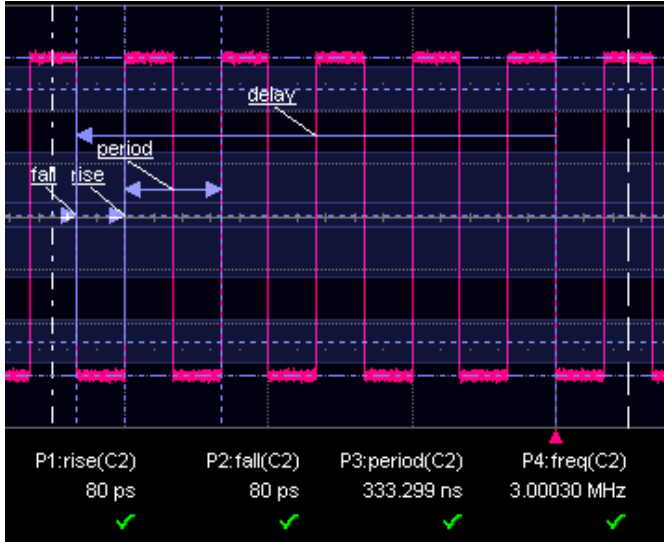 delay
period
fall rise
P1:rise(C2) P2:fall(C2) P3:period(C2) P4:freq(C2)
80 ps 80 ps 333.299 ns 3.00030 MHz